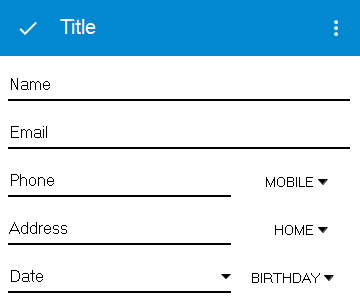 Title
Name
Email
Phone MOBILE
Address HOME
Date BIRTHDAY